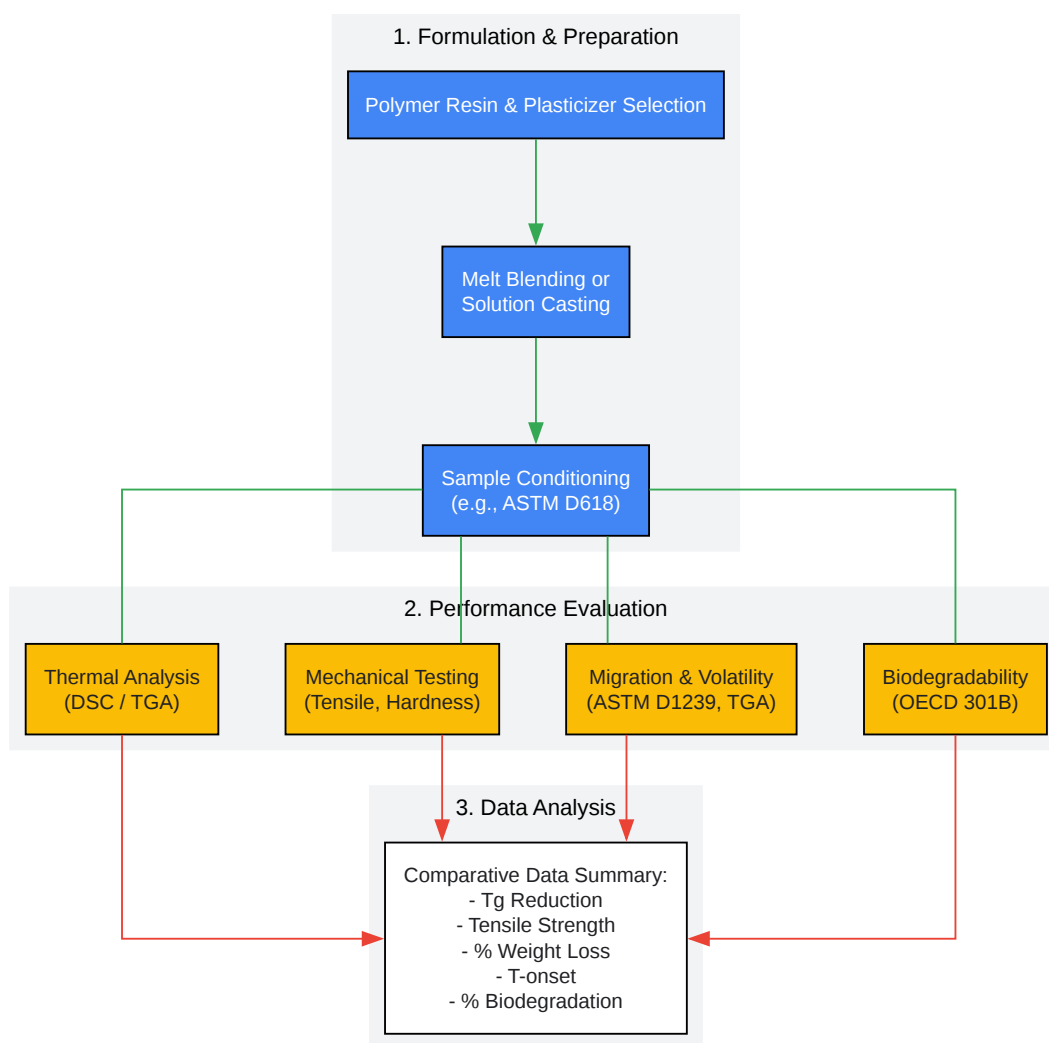 1. Formulation & Preparation
Polymer Resin & Plasticizer Selection
Melt Blending or
Solution Casting
Sample Conditioning
(e.g., ASTM D618)
2. Performance Evaluation
Thermal Analysis
(DSC / TGA)
Mechanical Testing
(Tensile, Hardness)
Migration & Volatility
(ASTM D1239, TGA)
Biodegradability
(OECD 301B)
3. Data Analysis
Comparative Data Summary:
- Tg Reduction
- Tensile Strength
- % Weight Loss
- T-onset
- % Biodegradation